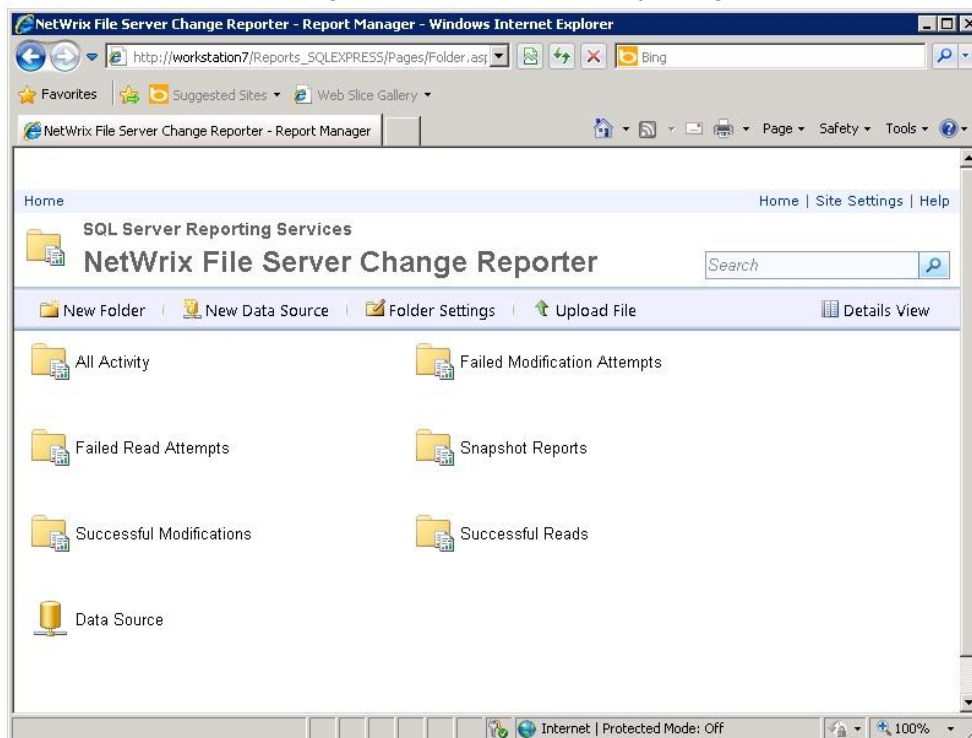 NetWrix File Server Change Reporter - Report Manager - Windows Internet Explorer
http://workstation7/Reports_SQLEXPRESS/Pages/Folder.asp
Bing
Favorites Suggested Sites Web Slice Gallery
NetWrix File Server Change Reporter - Report Manager Page Safety Tools
Home Home | Site Settings | Help
SQL Server Reporting Services
NetWrix File Server Change Reporter Search
New Folder New Data Source Folder Settings Upload File Details View
All Activity Failed Modification Attempts
Failed Read Attempts Snapshot Reports
Successful Modifications Successful Reads
Data Source
Internet | Protected Mode: Off 100%